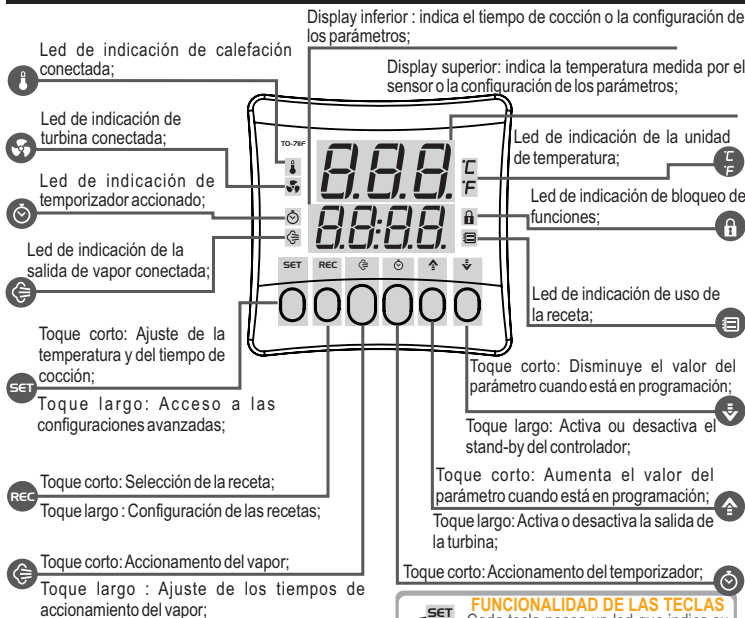 Display inferior : indica el tiempo de cocción o la configuración de
los parámetros;
Led de indicación de calefación
conectada;
Display superior: indica la temperatura medida por el
sensor o la configuración de los parámetros;
Led de indicación de
turbina conectada;
Led de indicación de
temporizador accionado;
Led de indicación de la
salida de vapor conectada;
TO-711F
8.8.8.
°C
°F
88:8.8.
SET REC
Led de indicación de la unidad
de temperatura;
°C
°F
Led de indicación de bloqueo de
funciones;
Led de indicación de uso de
la receta;
Toque corto: Ajuste de la
temperatura y del tiempo de
cocción;
SET
Toque largo: Acceso a las
configuraciones avanzadas;
Toque corto: Disminuye el valor del
parámetro cuando está en programación;
Toque largo: Activa ou desactiva el
stand-by del controlador;
REC
Toque corto: Selección de la receta;
Toque largo : Configuración de las recetas;
Toque corto: Aumenta el valor del
parámetro cuando está en programación;
Toque largo: Activa o desactiva la salida de
la turbina;
Toque corto: Accionamento del vapor;
Toque largo : Ajuste de los tiempos de
accionamiento del vapor;
Toque corto: Accionamento del temporizador;
SET
FUNCIONALIDAD DE LAS TECLAS